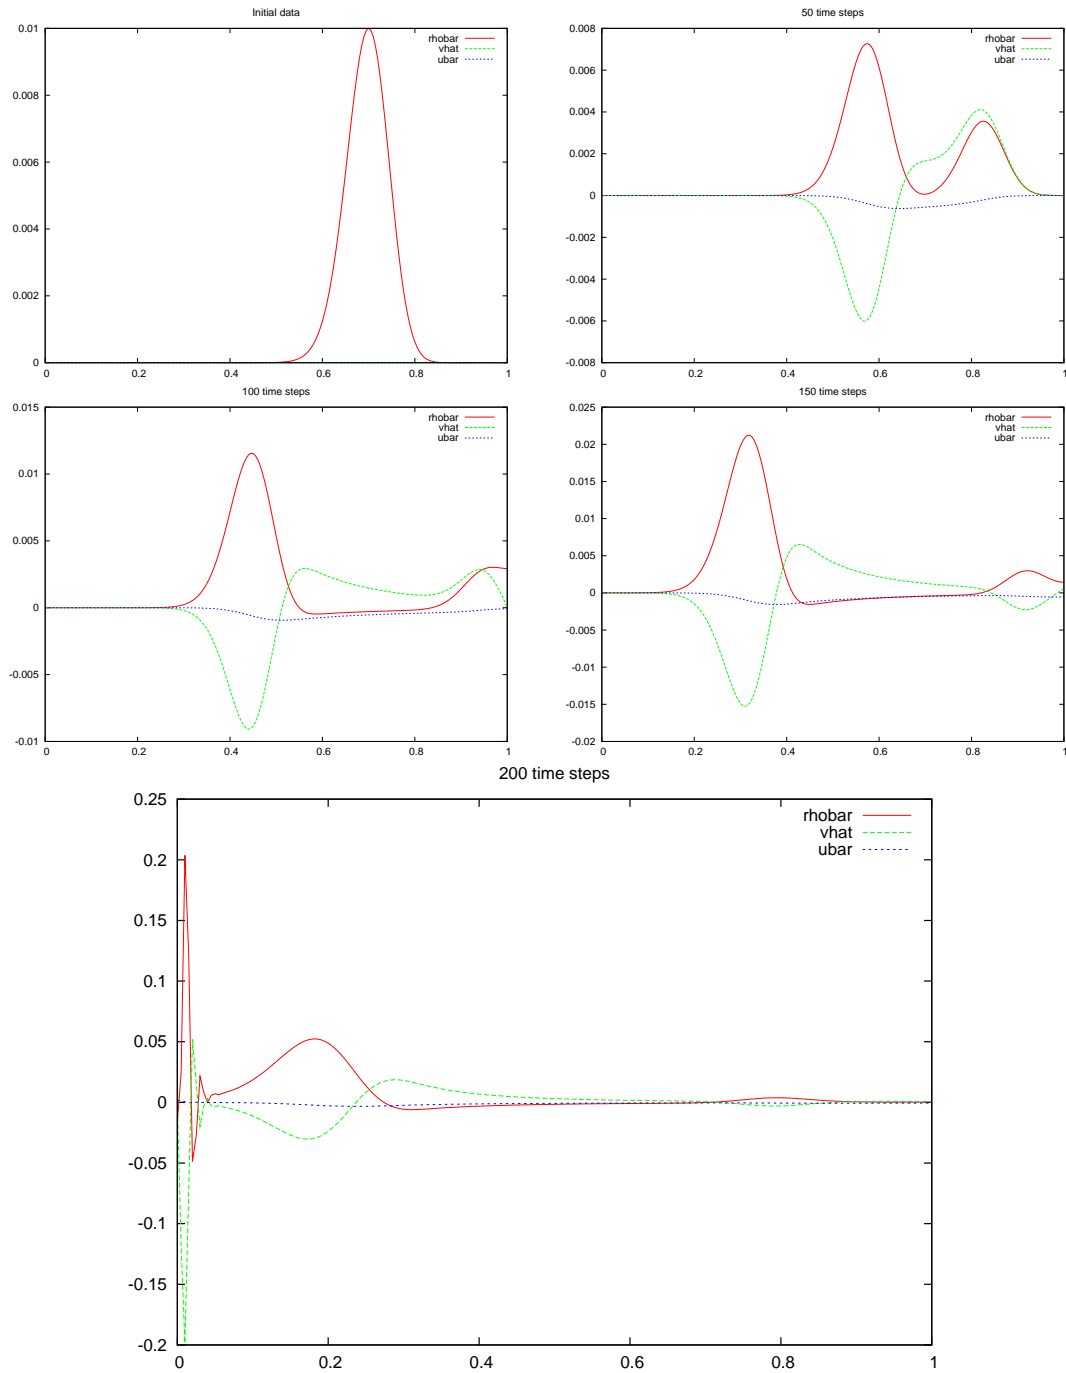 Initial data
rhobar
vhat
ubar
0.01
0.008
0.006
0.004
0.002
0
0 0.2 0.4 0.6 0.8 1
50 time steps
rhobar
vhat
ubar
0.008
0.006
0.004
0.002
0
-0.002
-0.004
-0.006
-0.008
0 0.2 0.4 0.6 0.8 1
100 time steps
rhobar
vhat
ubar
0.015
0.01
0.005
0
-0.005
-0.01
0 0.2 0.4 0.6 0.8 1
150 time steps
rhobar
vhat
ubar
0.025
0.02
0.015
0.01
0.005
0
-0.005
-0.01
-0.015
-0.02
0 0.2 0.4 0.6 0.8 1
200 time steps
rhobar
vhat
ubar
0.25
0.2
0.15
0.1
0.05
0
-0.05
-0.1
-0.15
-0.2
0 0.2 0.4 0.6 0.8 1